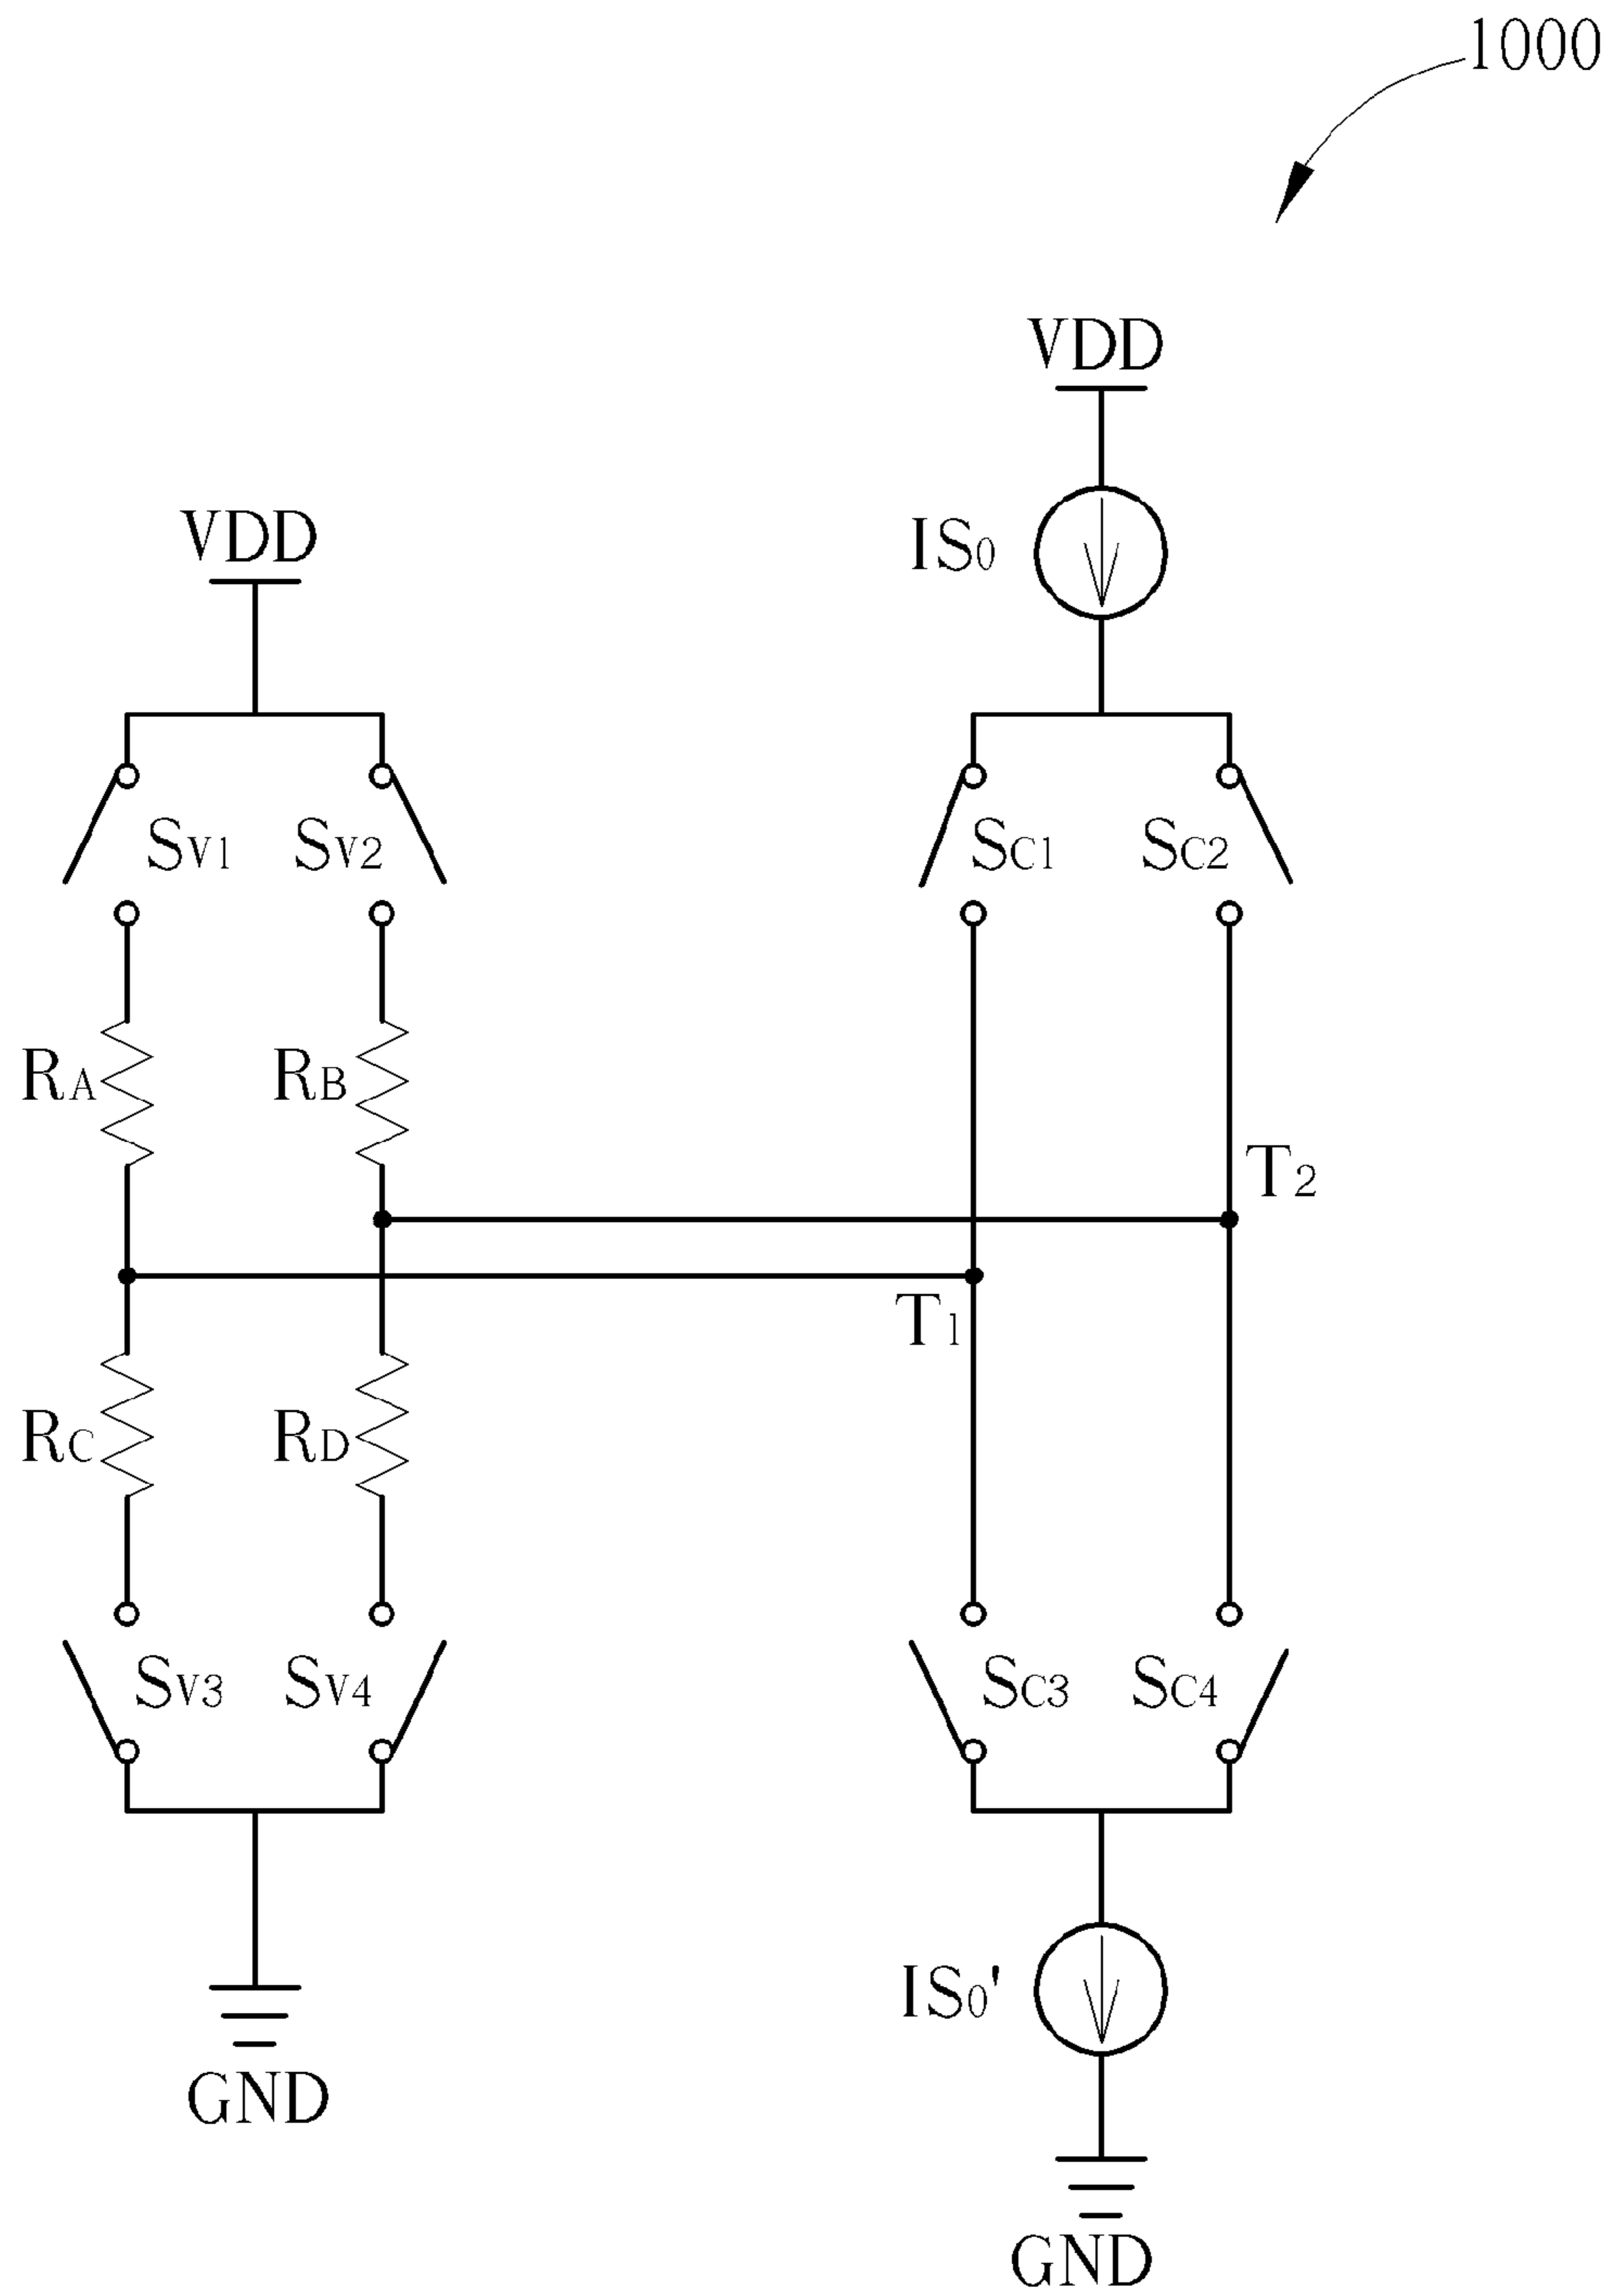 1000
VDD
IS0
VDD
SV1 SV2 SC1 SC2
RA RB
T2
T1
RC RD
SV3 SV4 SC3 SC4
IS0'
GND
GND